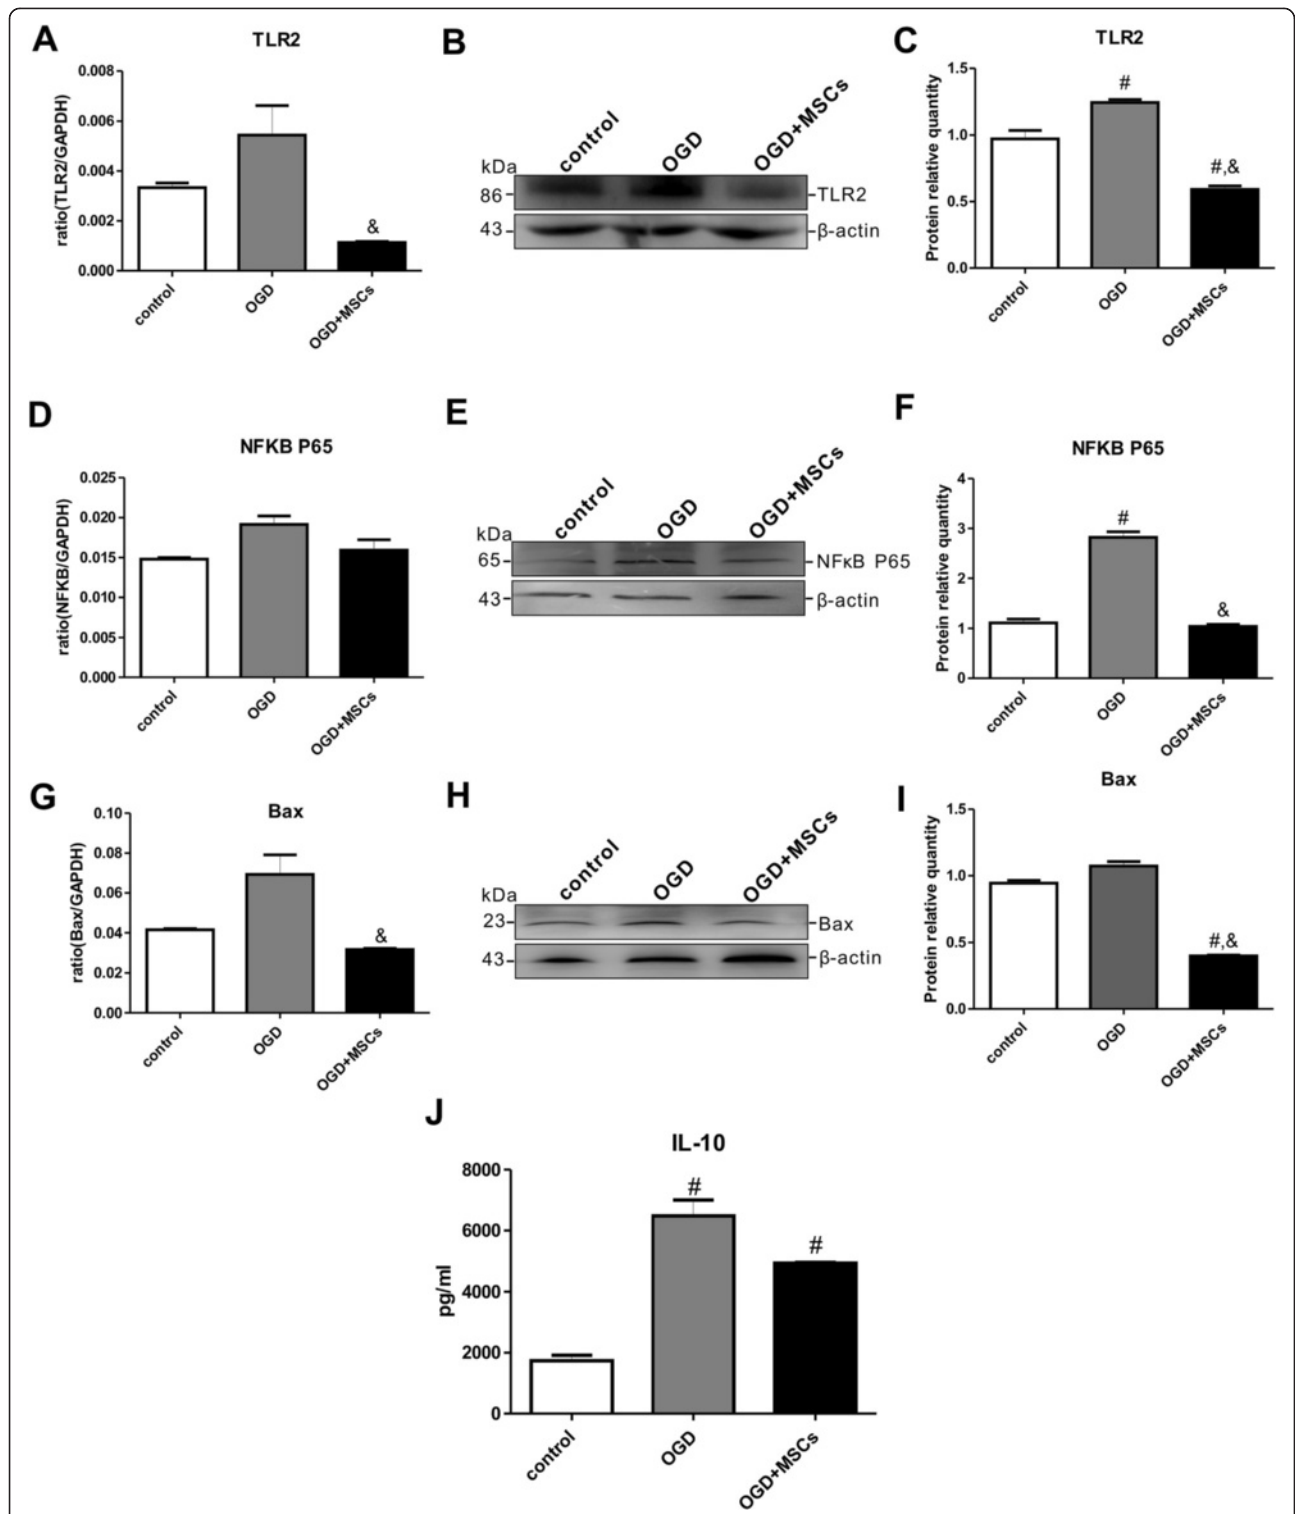 A
TLR2
ratio(TLR2/GAPDH)
0.008
0.006
0.004
0.002
0.000
&
control
OGD
OGD+MSCs
B
control
OGD
OGD+MSCs
kDa
86
TLR2
43
β-actin
C
TLR2
Protein relative quantity
1.5
1.0
0.5
0.0
#
#,&
control
OGD
OGD+MSCs
D
NFKB P65
ratio(NFKB/GAPDH)
0.025
0.020
0.015
0.010
0.005
0.000
control
OGD
OGD+MSCs
E
control
OGD
OGD+MSCs
kDa
65
NFκB P65
43
β-actin
F
NFKB P65
Protein relative quantity
4
3
2
1
0
#
&
control
OGD
OGD+MSCs
G
Bax
ratio(Bax/GAPDH)
0.10
0.08
0.06
0.04
0.02
0.00
&
control
OGD
OGD+MSCs
H
control
OGD
OGD+MSCs
kDa
23
Bax
43
β-actin
I
Bax
Protein relative quantity
1.5
1.0
0.5
0.0
#,&
control
OGD
OGD+MSCs
J
IL-10
pg/ml
8000
6000
4000
2000
0
#
#
control
OGD
OGD+MSCs